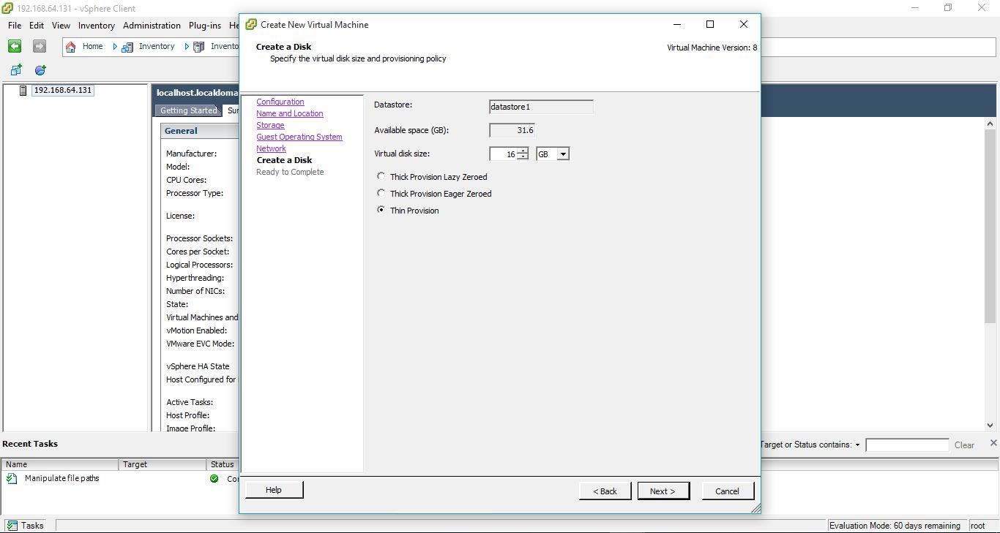 192.168.64.131 - vSphere Client
File Edit View Inventory Administration Plug-ins He
Home Inventory Invento
192.168.64.131
localhost.localdoma
Getting Started Sur
General
Manufacturer:
Model:
CPU Cores:
Processor Type:
License:
Processor Sockets:
Cores per Socket:
Logical Processors:
Hyperthreading:
Number of NICs:
State:
Virtual Machines and
vMotion Enabled:
VMware EVC Mode:
vSphere HA State
Host Configured for
Active Tasks:
Host Profile:
Image Profile:
Create New Virtual Machine
Create a Disk
Specify the virtual disk size and provisioning policy
Virtual Machine Version: 8
Configuration
Name and Location
Storage
Guest Operating System
Network
Create a Disk
Ready to Complete
Datastore: datastore1
Available space (GB): 31.6
Virtual disk size: 16 GB
Thick Provision Lazy Zeroed
Thick Provision Eager Zeroed
Thin Provision
Help < Back Next > Cancel
Recent Tasks
Target or Status contains: Clear
Name Target Status
Manipulate file paths Co
Tasks Evaluation Mode: 60 days remaining root